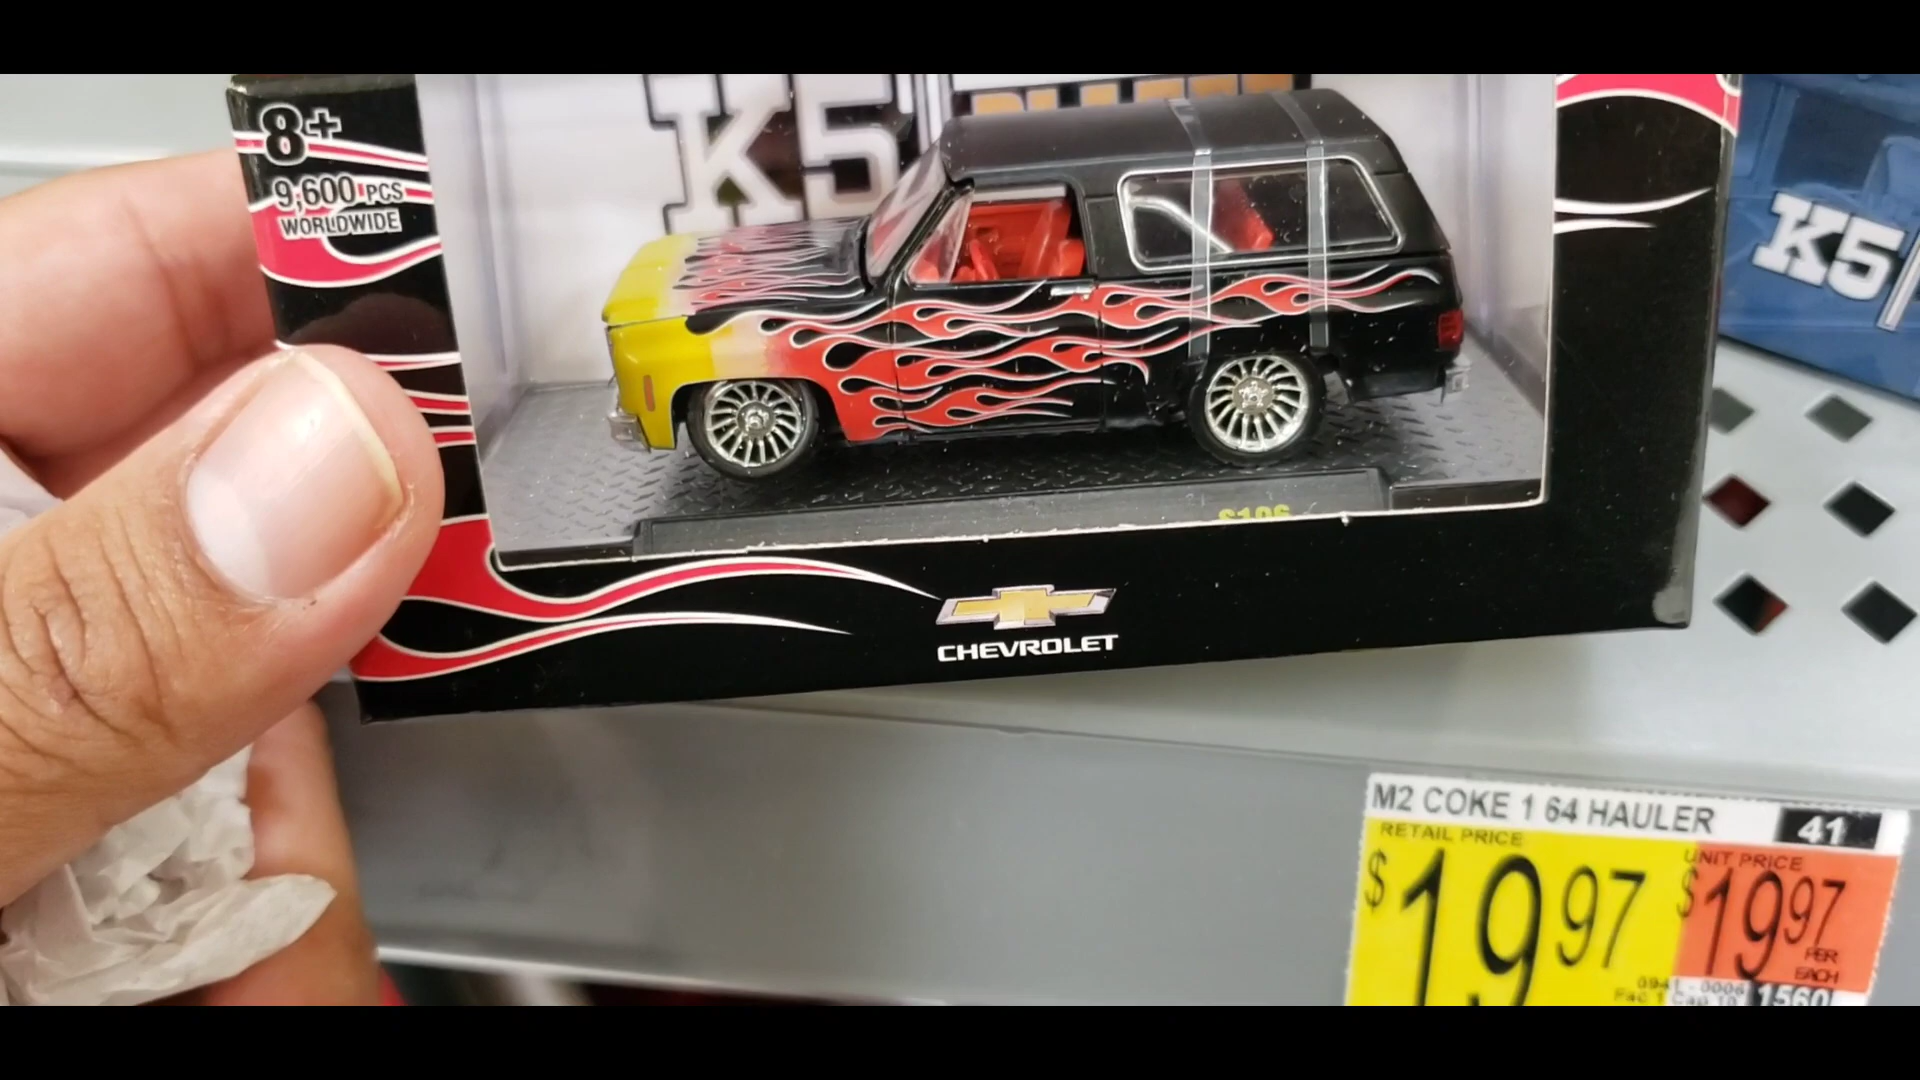 8+
9,600 PCS
WORLDWIDE
K5
K5
CHEVROLET
M2 COKE 1 64 HAULER
41
RETAIL PRICE
$19 97
UNIT PRICE
$19 97
PER
EACH
1560